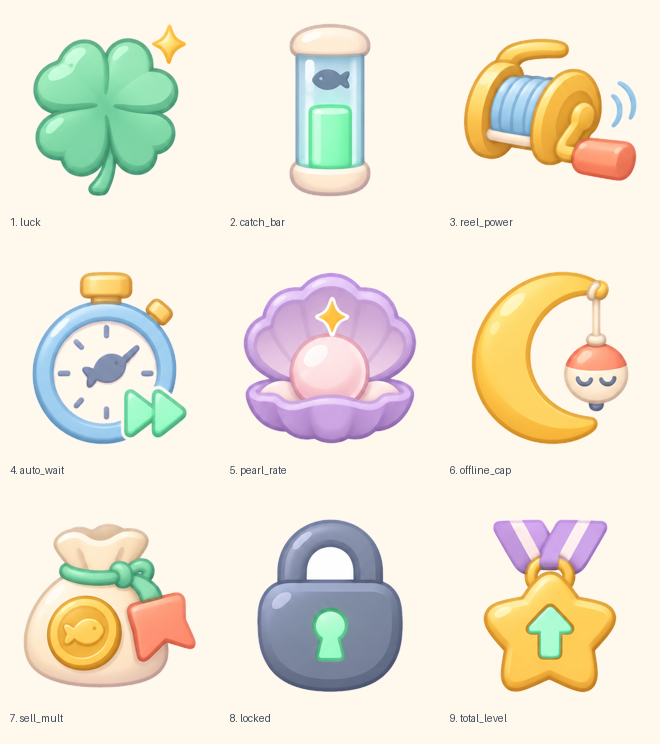 1. luck
2. catch_bar
3. reel_power
4. auto_wait
5. pearl_rate
6. offline_cap
7. sell_mult
8. locked
9. total_level